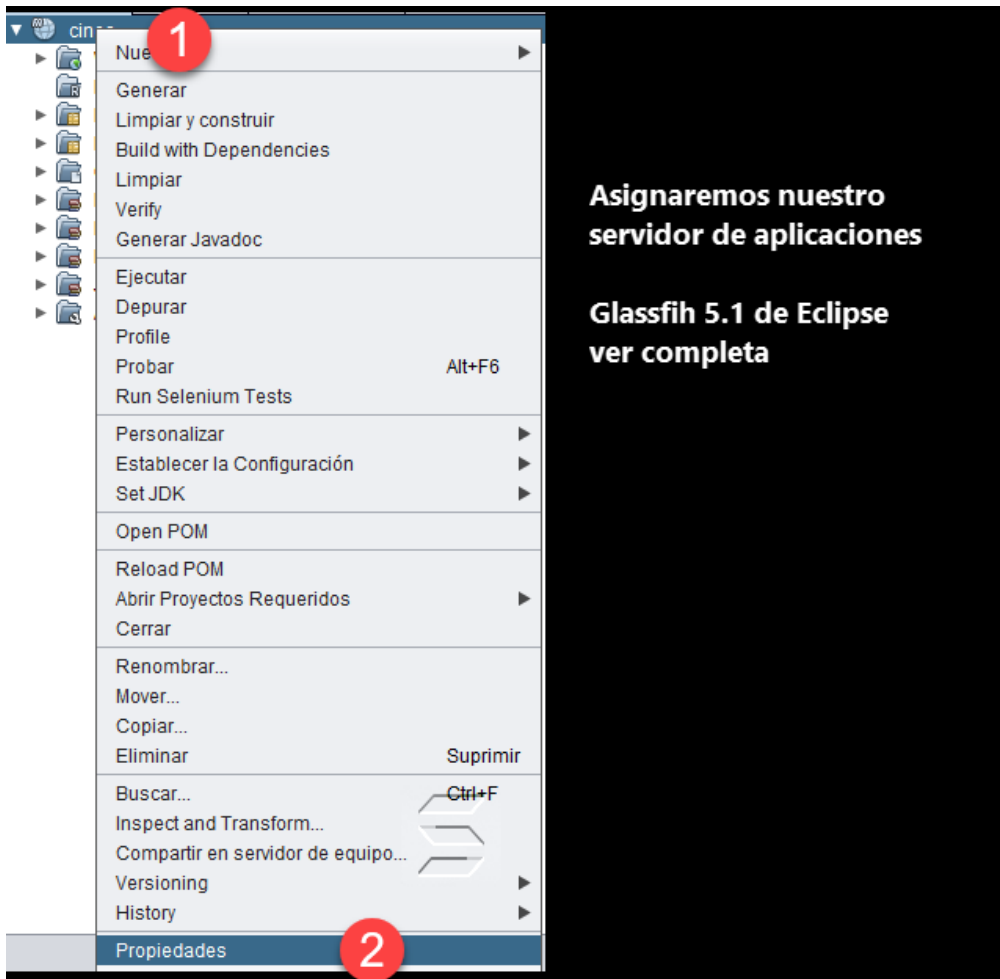 1
Generar
Limpiar y construir
Build with Dependencies
Limpiar
Verify
Generar Javadoc
Ejecutar
Depurar
Profile
Probar Alt+F6
Run Selenium Tests
Personalizar
Establecer la Configuración
Set JDK
Open POM
Reload POM
Abrir Proyectos Requeridos
Cerrar
Renombrar...
Mover...
Copiar...
Eliminar Suprimir
Buscar... Ctrl+F
Inspect and Transform...
Compartir en servidor de equipo...
Versioning
History
Propiedades 2
Asignaremos nuestro
servidor de aplicaciones
Glassfih 5.1 de Eclipse
ver completa